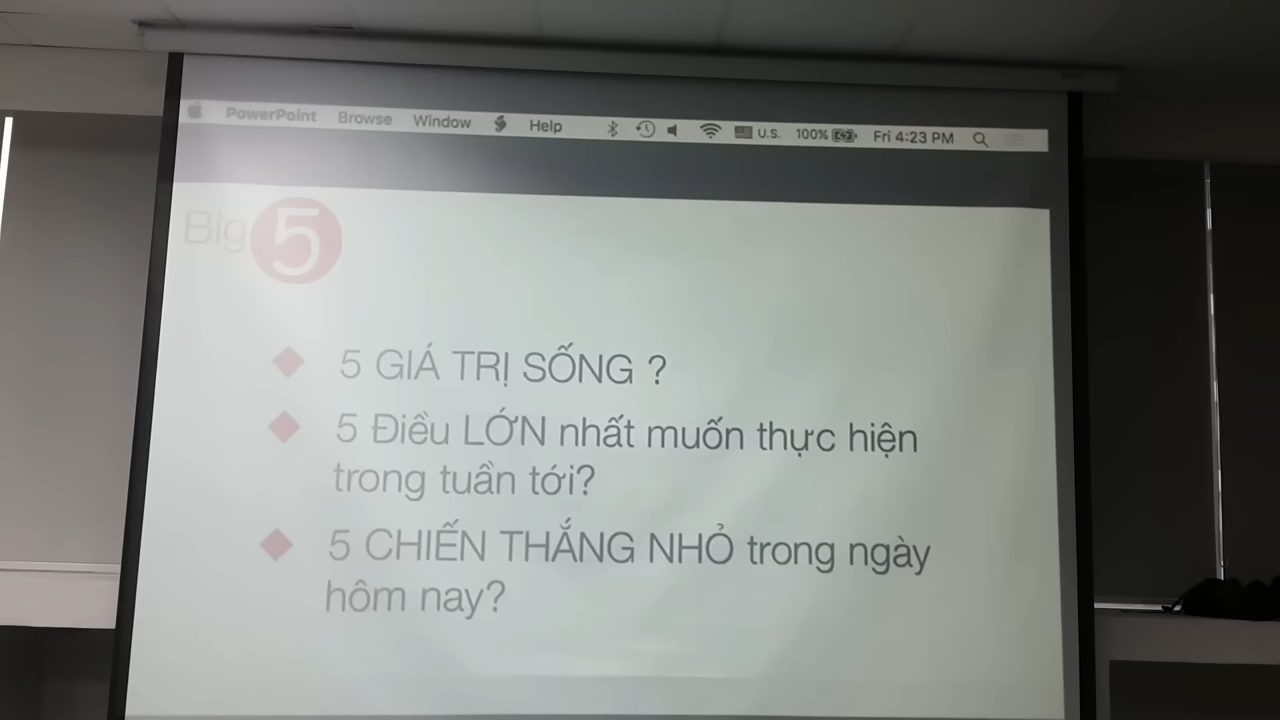 PowerPoint Browse Window Help U.S. 100% Fri 4:23 PM
Big 5
5 GIÁ TRỊ SỐNG ?
5 Điều LỚN nhất muốn thực hiện
trong tuần tới?
5 CHIẾN THẮNG NHỎ trong ngày
hôm nay?